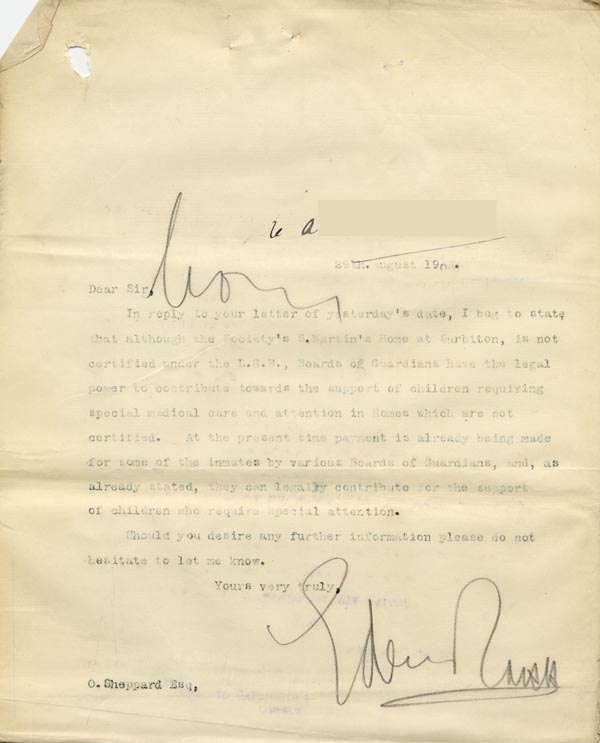 29th. August 190
Dear Sir,
In reply to your letter of yesterday's date, I beg to state
that although the Society's S.Martin's Home at Surbiton, is not
certified under the L.G.B., Boards of Guardians have the legal
power to contribute towards the support of children requiring
special medical care and attention in Homes which are not
certified. At the present time payment is already being made
for some of the inmates by various Boards of Guardians, and, as
already stated, they can legally contribute for the support
of children who require special attention.
Should you desire any further information please do not
hesitate to let me know.
Yours very truly,
O.Sheppard Esq,